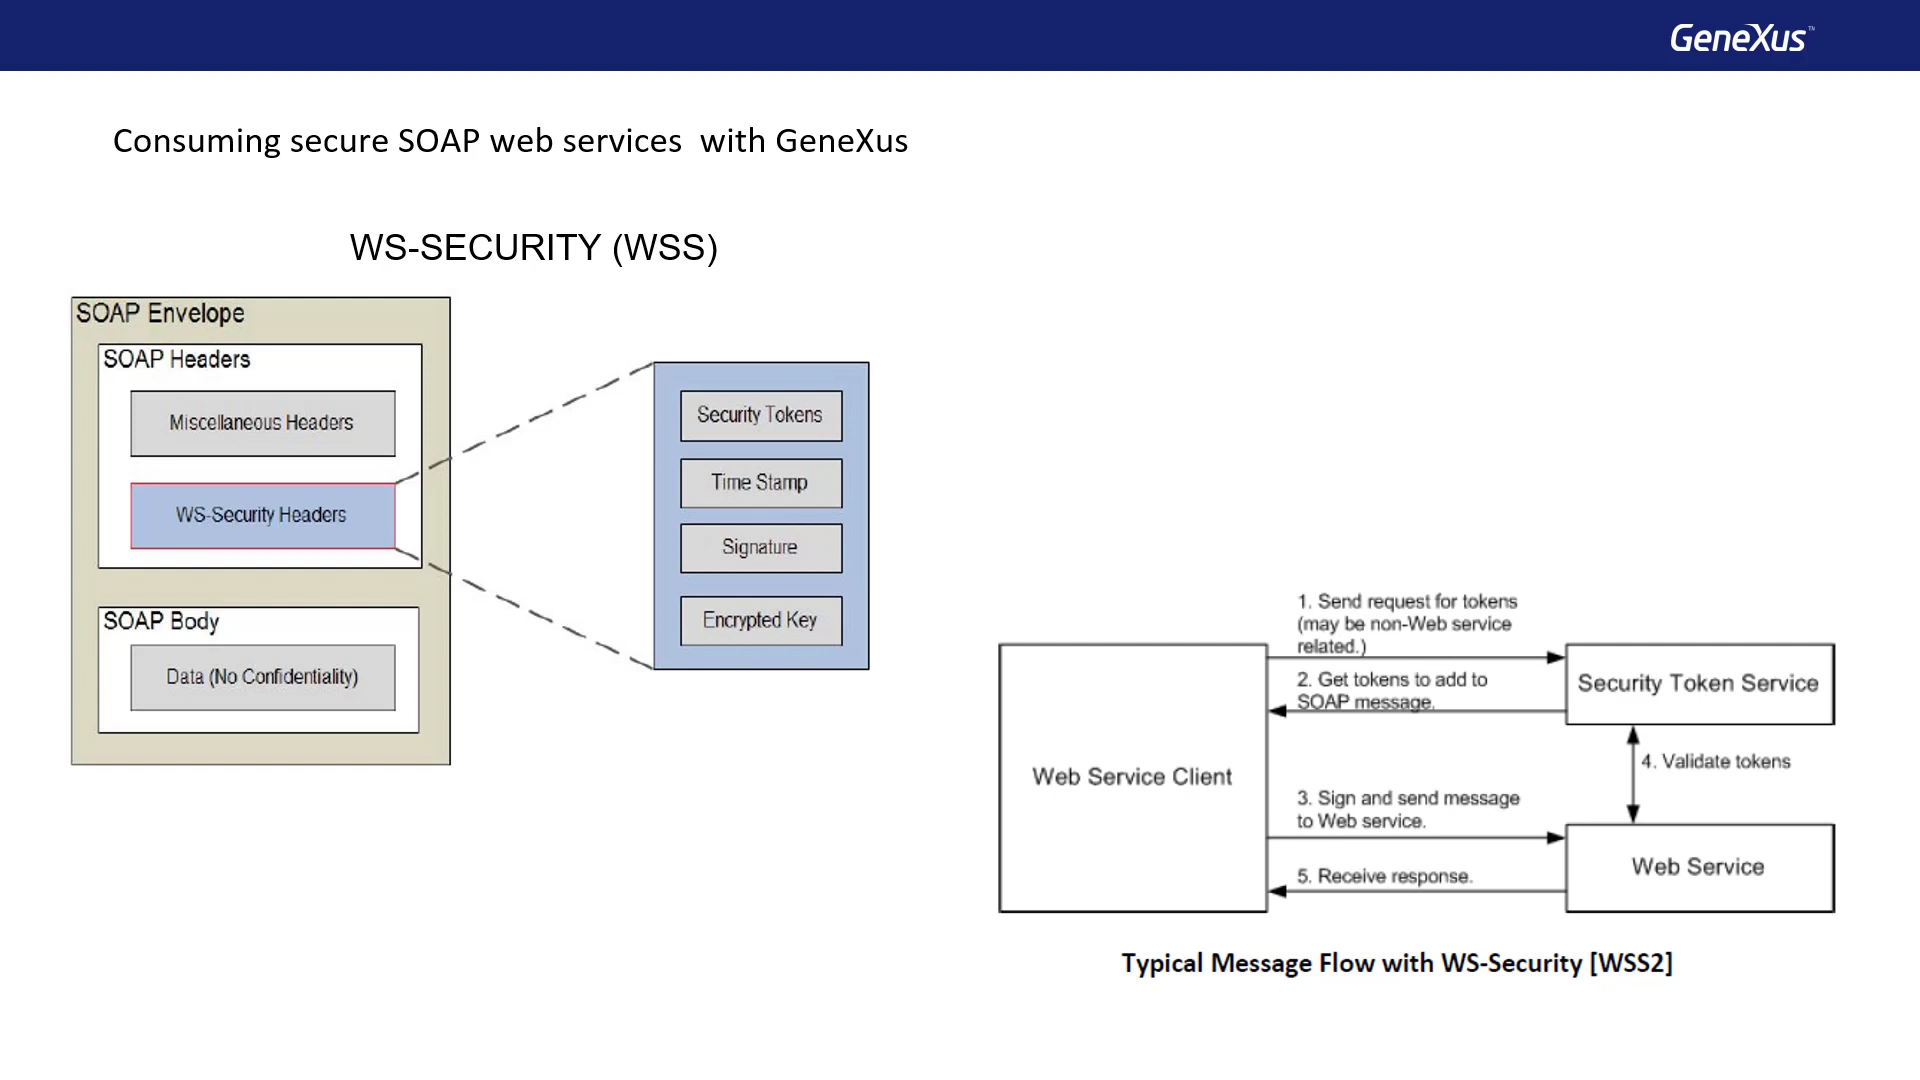 GeneXus™
Consuming secure SOAP web services with GeneXus
WS-SECURITY (WSS)
SOAP Envelope
SOAP Headers
Miscellaneous Headers
WS-Security Headers
SOAP Body
Data (No Confidentiality)
Security Tokens
Time Stamp
Signature
Encrypted Key
1. Send request for tokens
(may be non-Web service
related.)
2. Get tokens to add to
SOAP message.
Security Token Service
Web Service Client
4. Validate tokens
3. Sign and send message
to Web service.
Web Service
5. Receive response.
Typical Message Flow with WS-Security [WSS2]